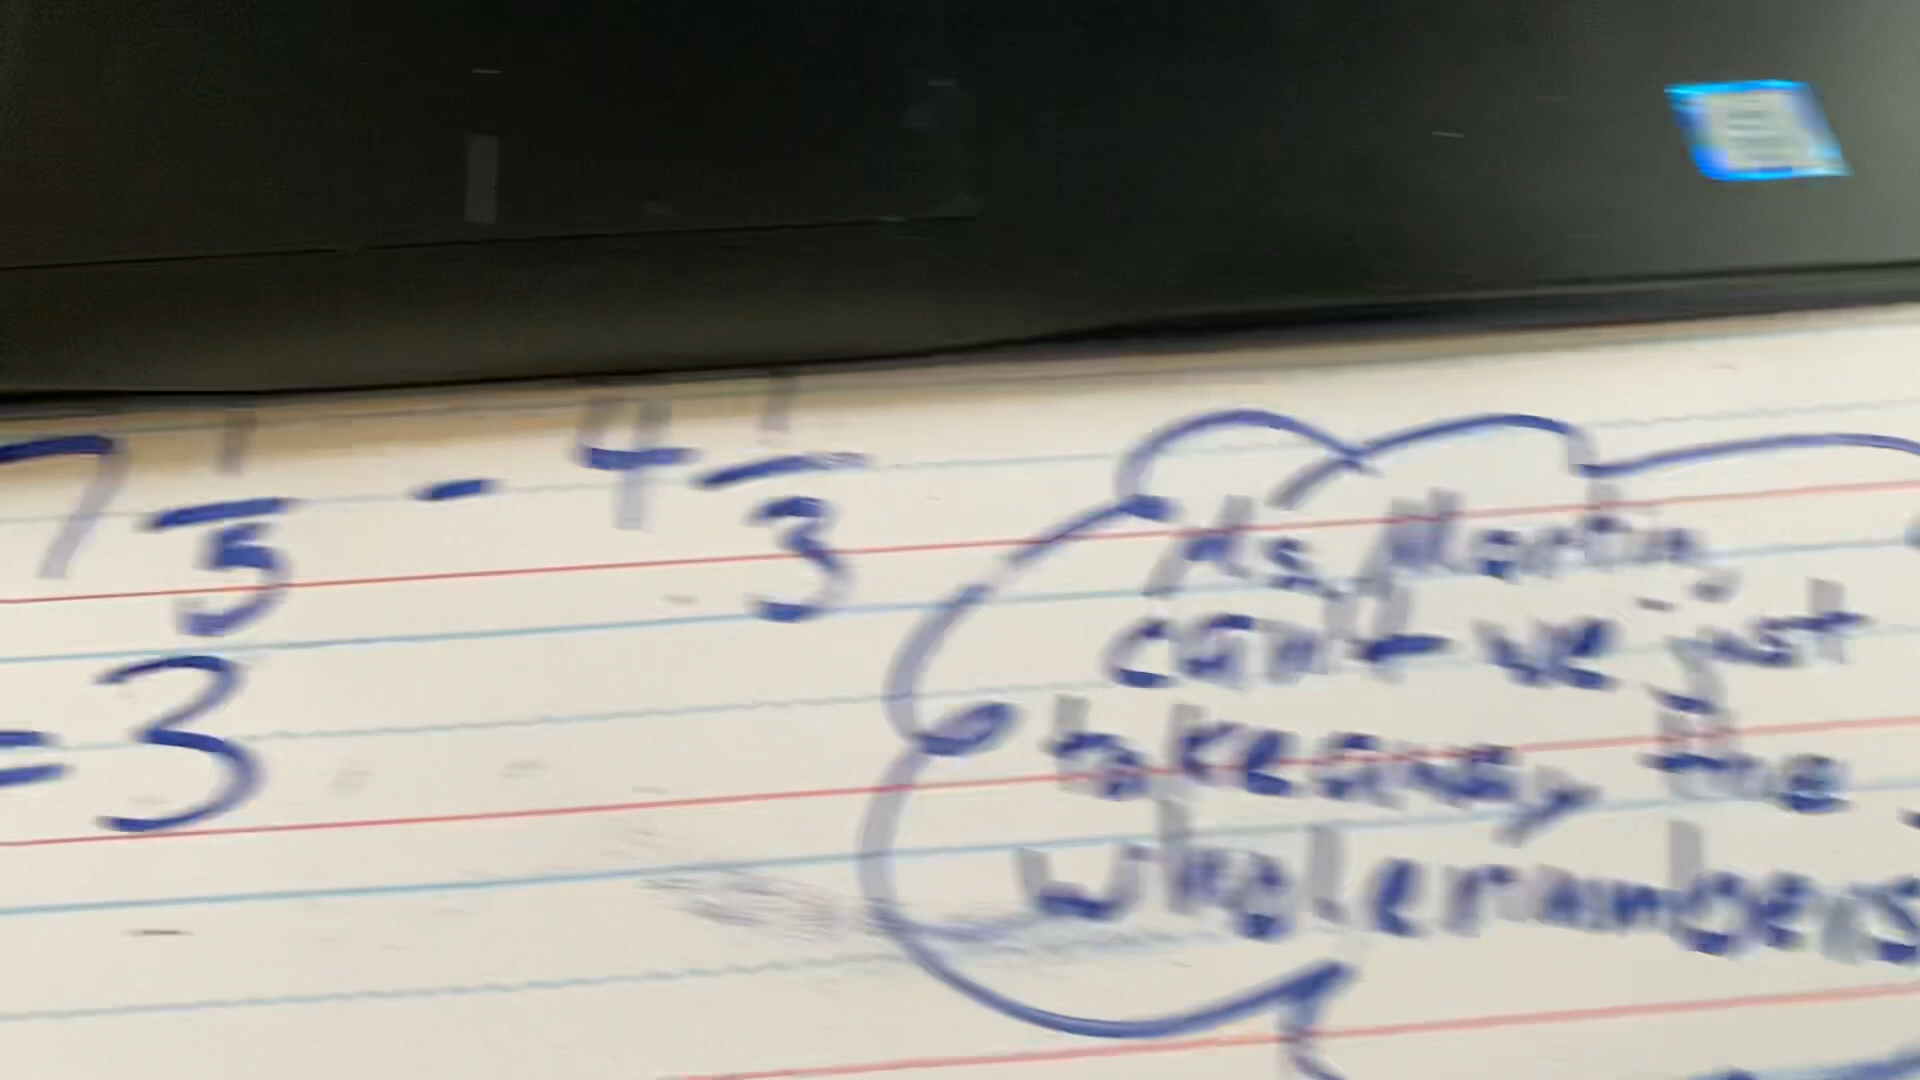 7 1/5 - 4 1/3
= 3
Ms. Martin,
can't we just
take away the
whole numbers